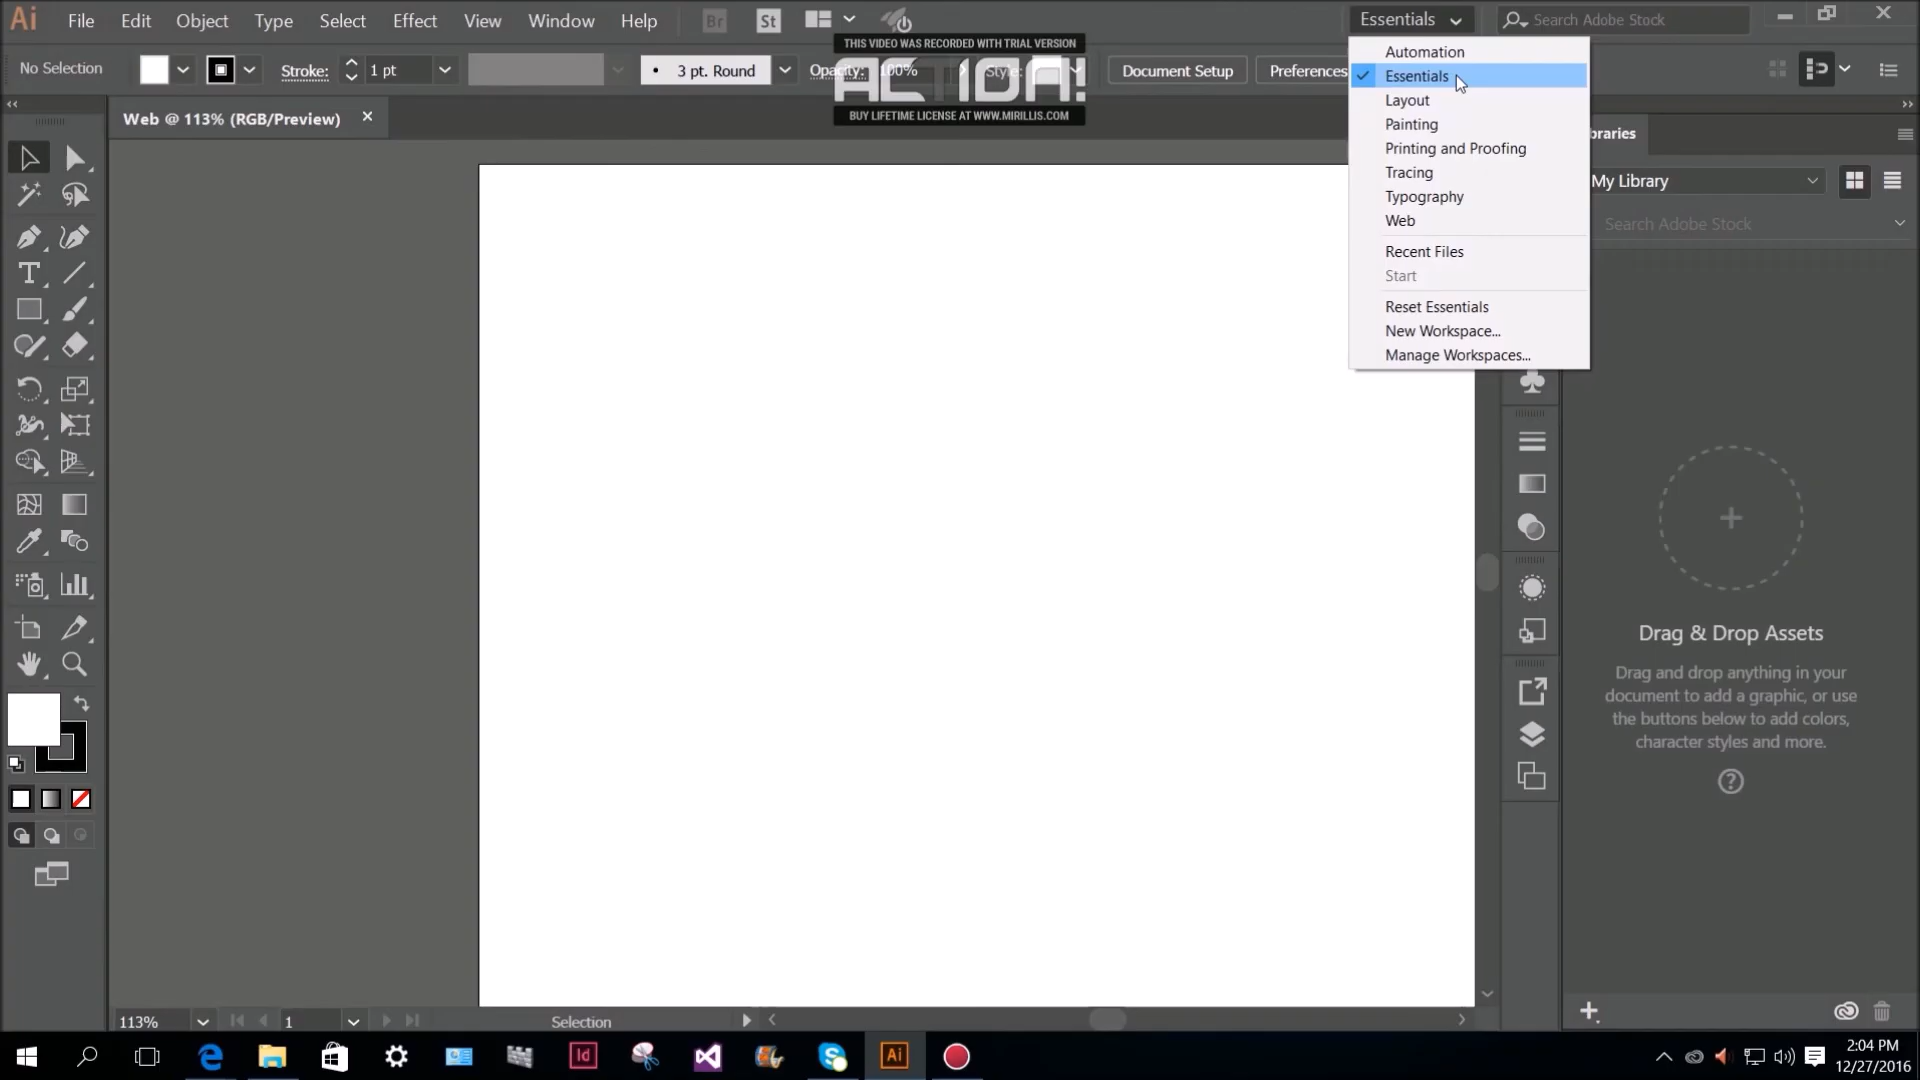 Ai File Edit Object Type Select Effect View Window Help Br St Essentials Search Adobe Stock
THIS VIDEO WAS RECORDED WITH TRIAL VERSION
ACTION!
BUY LIFETIME LICENSE AT WWW.MIRILLIS.COM
No Selection Stroke: 1 pt 3 pt. Round Opacity: 100% Style: Document Setup Preferences
Web @ 113% (RGB/Preview)
Automation
Essentials
Layout
Painting
Printing and Proofing
Tracing
Typography
Web
Recent Files
Start
Reset Essentials
New Workspace...
Manage Workspaces...
braries
My Library
Search Adobe Stock
Drag & Drop Assets
Drag and drop anything in your
document to add a graphic, or use
the buttons below to add colors,
character styles and more.
113% 1 Selection
Id Ai
2:04 PM
12/27/2016